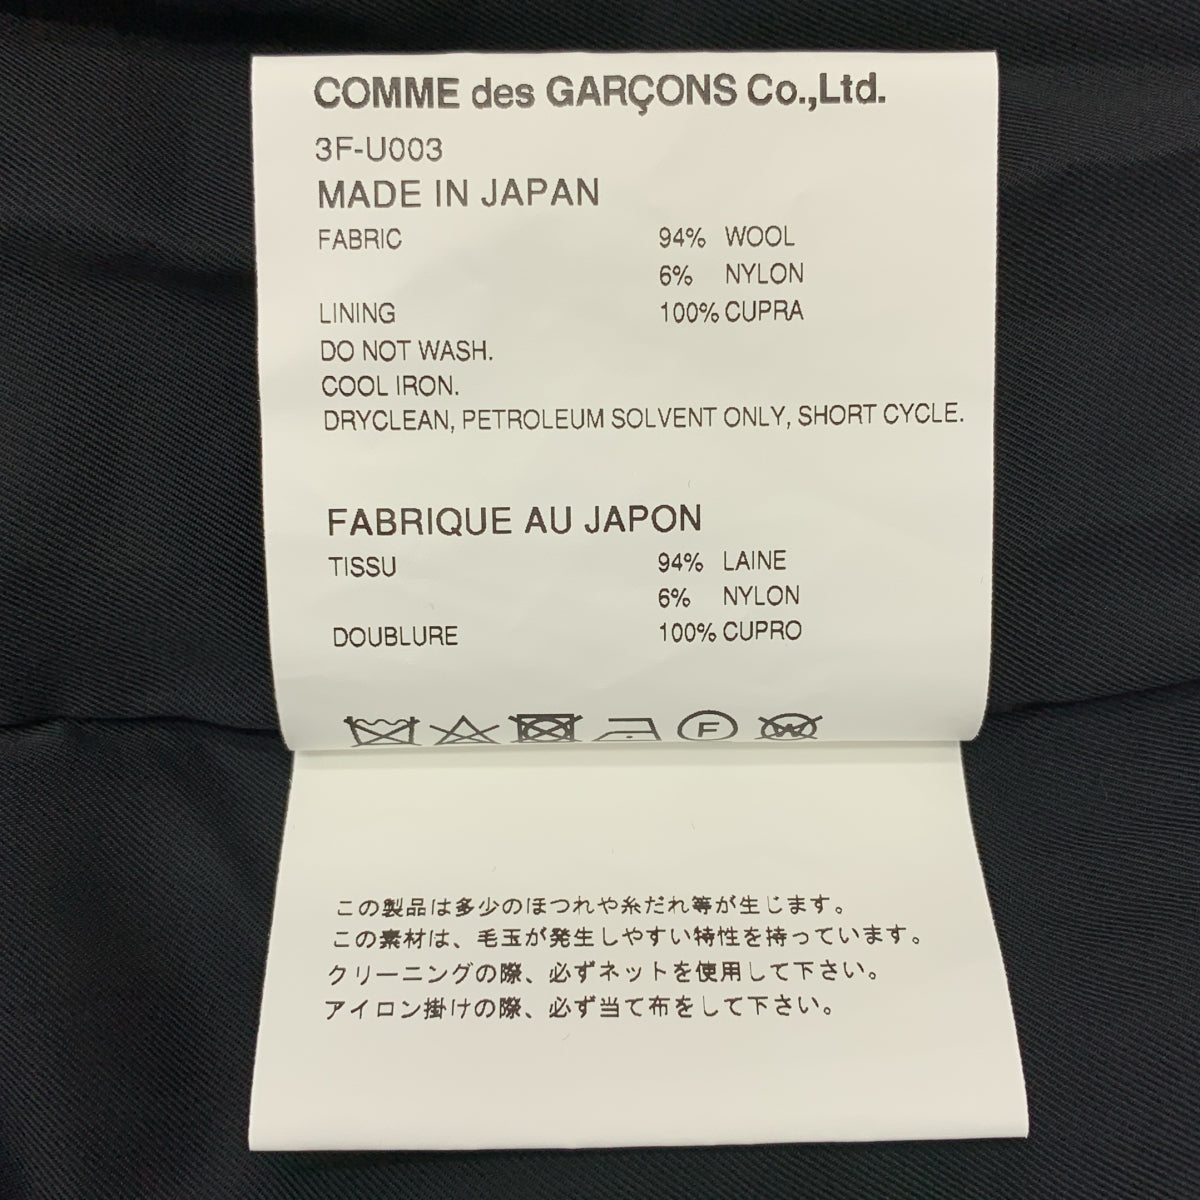 COMME des GARÇONS Co.,Ltd.
3F-U003
MADE IN JAPAN
FABRIC 94% WOOL
6% NYLON
LINING 100% CUPRA
DO NOT WASH.
COOL IRON.
DRYCLEAN, PETROLEUM SOLVENT ONLY, SHORT CYCLE.
FABRIQUE AU JAPON
TISSU 94% LAINE
6% NYLON
DOUBLURE 100% CUPRO
F W
この製品は多少のほつれや糸だれ等が生じます。
この素材は、毛玉が発生しやすい特性を持っています。
クリーニングの際、必ずネットを使用して下さい。
アイロン掛けの際、必ず当て布をして下さい。